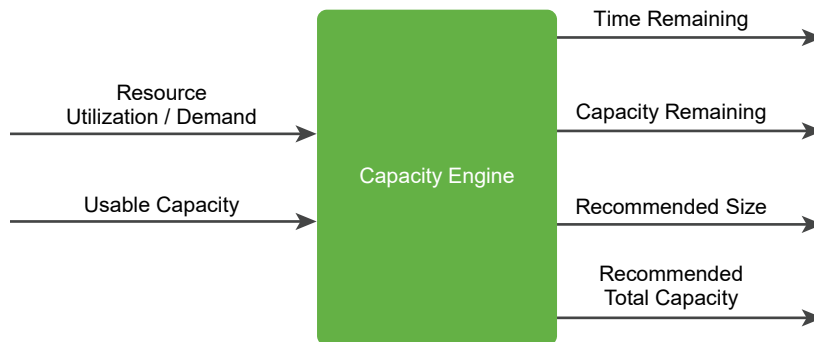 Resource
Utilization / Demand
Usable Capacity
Capacity Engine
Time Remaining
Capacity Remaining
Recommended Size
Recommended
Total Capacity